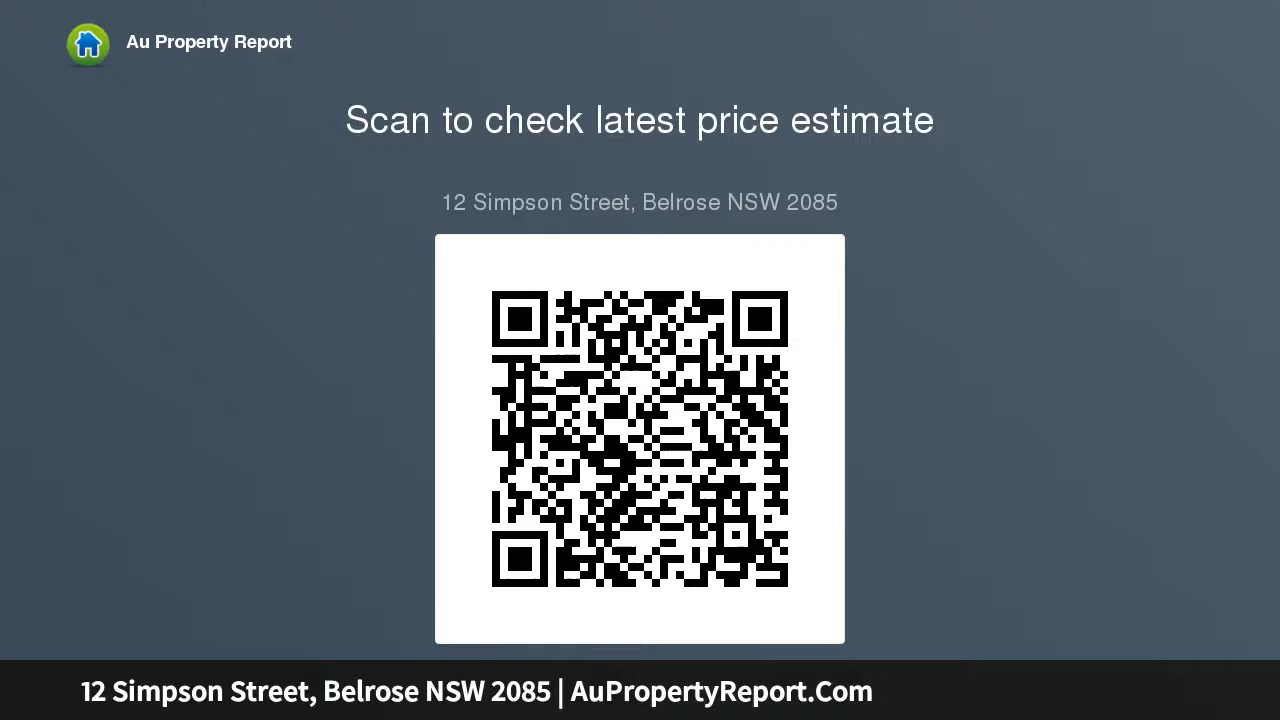 Au Property Report
Scan to check latest price estimate
12 Simpson Street, Belrose NSW 2085
12 Simpson Street, Belrose NSW 2085 | AuPropertyReport.Com